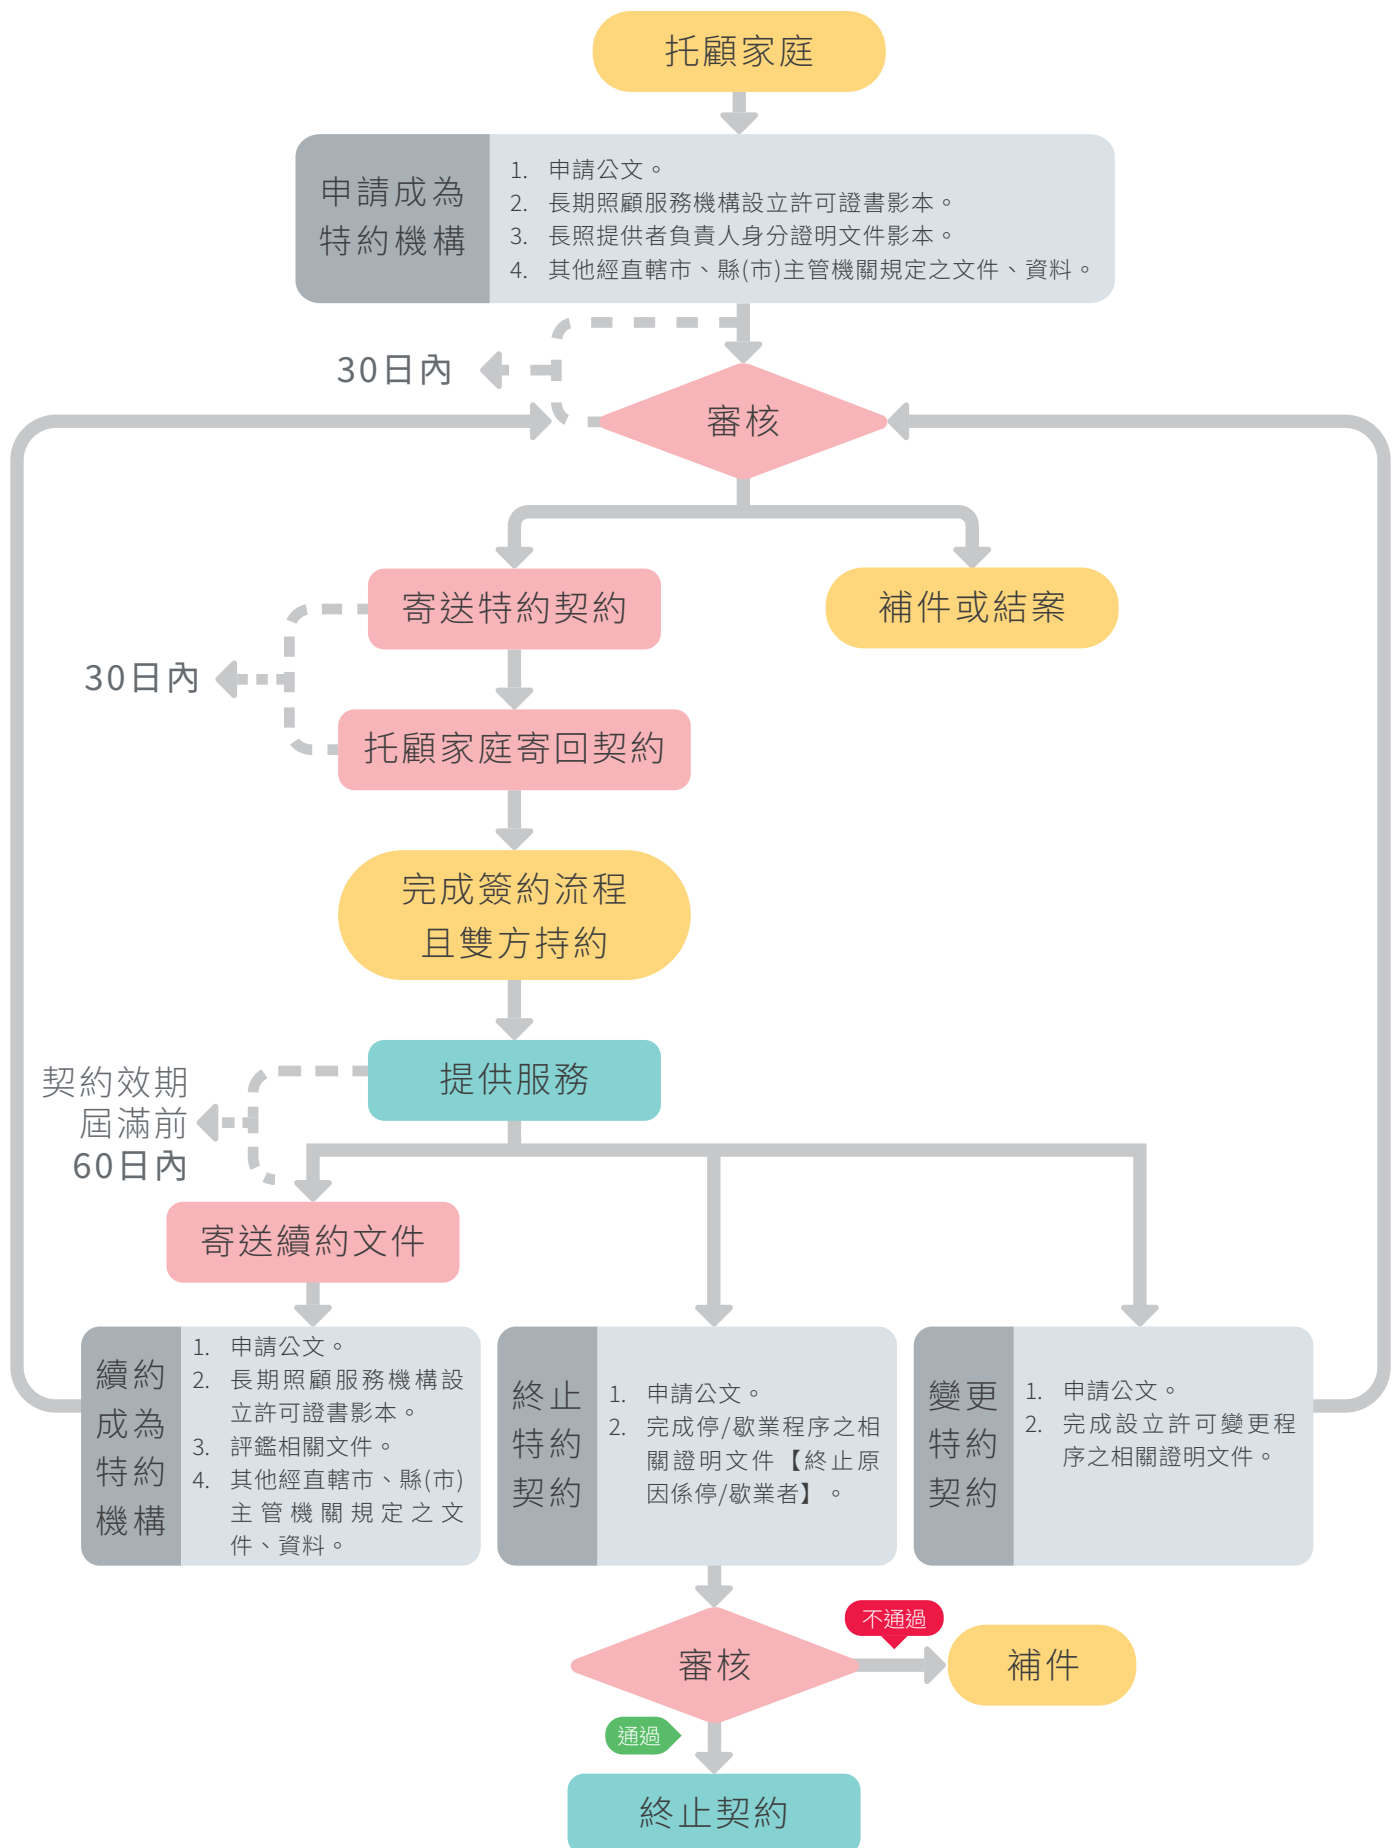 托顧家庭
申請成為
特約機構
1. 申請公文。
2. 長期照顧服務機構設立許可證書影本。
3. 長照提供者負責人身分證明文件影本。
4. 其他經直轄市、縣(市)主管機關規定之文件、資料。
30日內
審核
寄送特約契約
補件或結案
30日內
托顧家庭寄回契約
完成簽約流程
且雙方持約
提供服務
契約效期
屆滿前
60日內
寄送續約文件
續約
成為
特約
機構
1. 申請公文。
2. 長期照顧服務機構設
立許可證書影本。
3. 評鑑相關文件。
4. 其他經直轄市、縣(市)
主管機關規定之文
件、資料。
終止
特約
契約
1. 申請公文。
2. 完成停/歇業程序之相
關證明文件【終止原
因係停/歇業者】。
變更
特約
契約
1. 申請公文。
2. 完成設立許可變更程
序之相關證明文件。
審核
不通過
補件
通過
終止契約